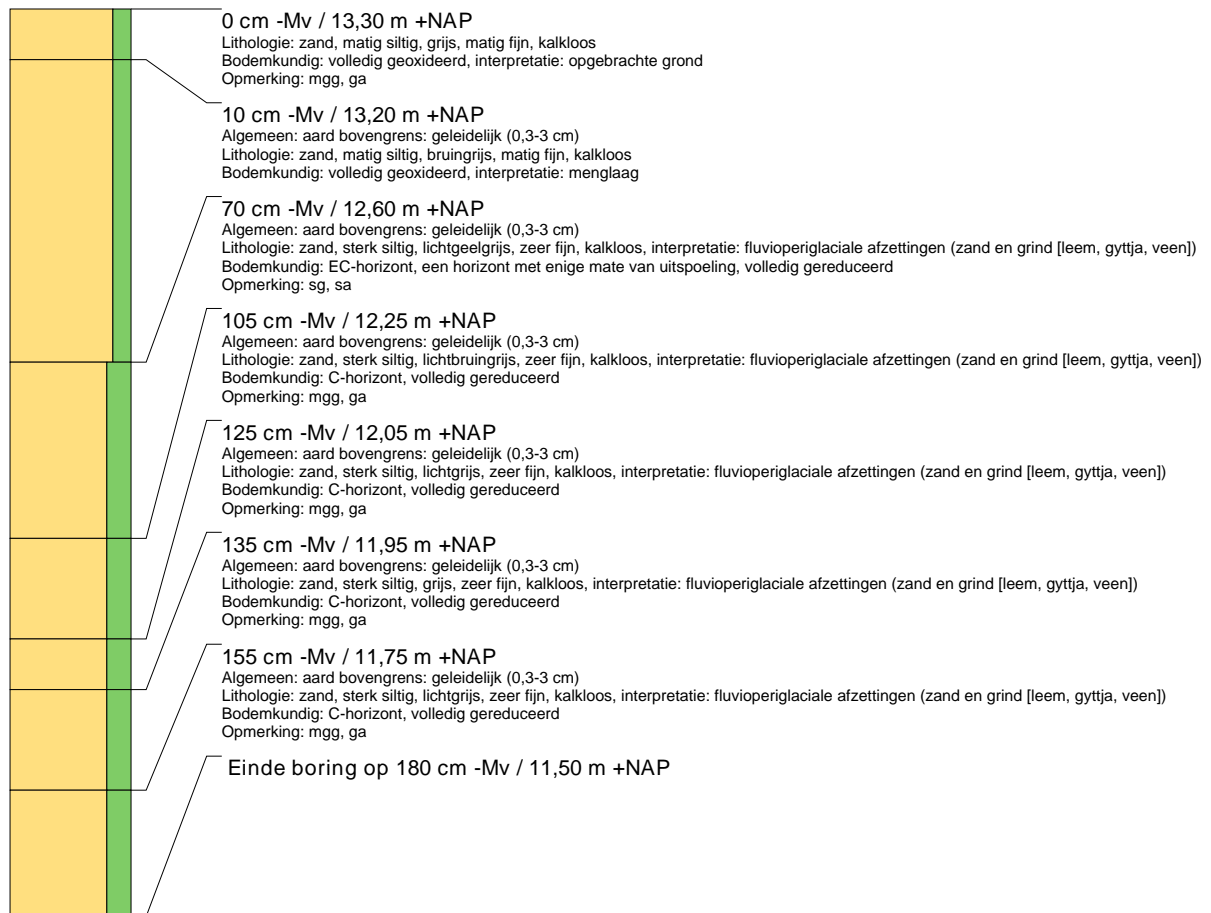 0 cm -Mv / 13,30 m +NAP
Lithologie: zand, matig siltig, grijs, matig fijn, kalkloos
Bodemkundig: volledig geoxideerd, interpretatie: opgebrachte grond
Opmerking: mgg, ga
10 cm -Mv / 13,20 m +NAP
Algemeen: aard bovengrens: geleidelijk (0,3-3 cm)
Lithologie: zand, matig siltig, bruingrijs, matig fijn, kalkloos
Bodemkundig: volledig geoxideerd, interpretatie: menglaag
70 cm -Mv / 12,60 m +NAP
Algemeen: aard bovengrens: geleidelijk (0,3-3 cm)
Lithologie: zand, sterk siltig, lichtgeelgrijs, zeer fijn, kalkloos, interpretatie: fluvioperiglaciale afzettingen (zand en grind [leem, gyttja, veen])
Bodemkundig: EC-horizont, een horizont met enige mate van uitspoeling, volledig gereduceerd
Opmerking: sg, sa
105 cm -Mv / 12,25 m +NAP
Algemeen: aard bovengrens: geleidelijk (0,3-3 cm)
Lithologie: zand, sterk siltig, lichtbruingrijs, zeer fijn, kalkloos, interpretatie: fluvioperiglaciale afzettingen (zand en grind [leem, gyttja, veen])
Bodemkundig: C-horizont, volledig gereduceerd
Opmerking: mgg, ga
125 cm -Mv / 12,05 m +NAP
Algemeen: aard bovengrens: geleidelijk (0,3-3 cm)
Lithologie: zand, sterk siltig, lichtgrijs, zeer fijn, kalkloos, interpretatie: fluvioperiglaciale afzettingen (zand en grind [leem, gyttja, veen])
Bodemkundig: C-horizont, volledig gereduceerd
Opmerking: mgg, ga
135 cm -Mv / 11,95 m +NAP
Algemeen: aard bovengrens: geleidelijk (0,3-3 cm)
Lithologie: zand, sterk siltig, grijs, zeer fijn, kalkloos, interpretatie: fluvioperiglaciale afzettingen (zand en grind [leem, gyttja, veen])
Bodemkundig: C-horizont, volledig gereduceerd
Opmerking: mgg, ga
155 cm -Mv / 11,75 m +NAP
Algemeen: aard bovengrens: geleidelijk (0,3-3 cm)
Lithologie: zand, sterk siltig, lichtgrijs, zeer fijn, kalkloos, interpretatie: fluvioperiglaciale afzettingen (zand en grind [leem, gyttja, veen])
Bodemkundig: C-horizont, volledig gereduceerd
Opmerking: mgg, ga
Einde boring op 180 cm -Mv / 11,50 m +NAP